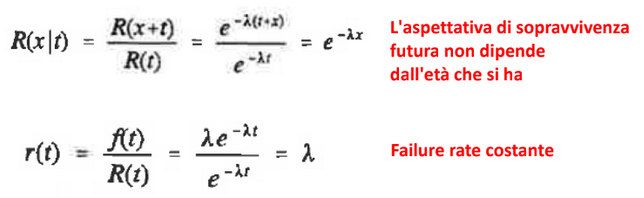 R(x|t) = R(x+t) / R(t) = e^{-λ(t+x)} / e^{-λt} = e^{-λx}
L'aspettativa di sopravvivenza
futura non dipende
dall'età che si ha
r(t) = f(t) / R(t) = λe^{-λt} / e^{-λt} = λ
Failure rate costante